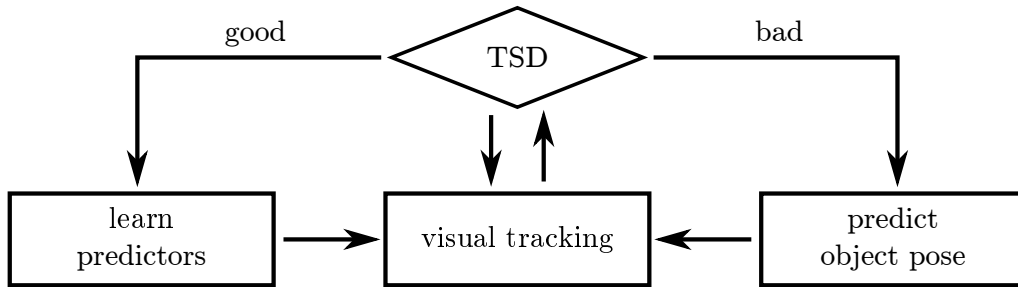 good
bad
TSD
learn
predictors
visual tracking
predict
object pose